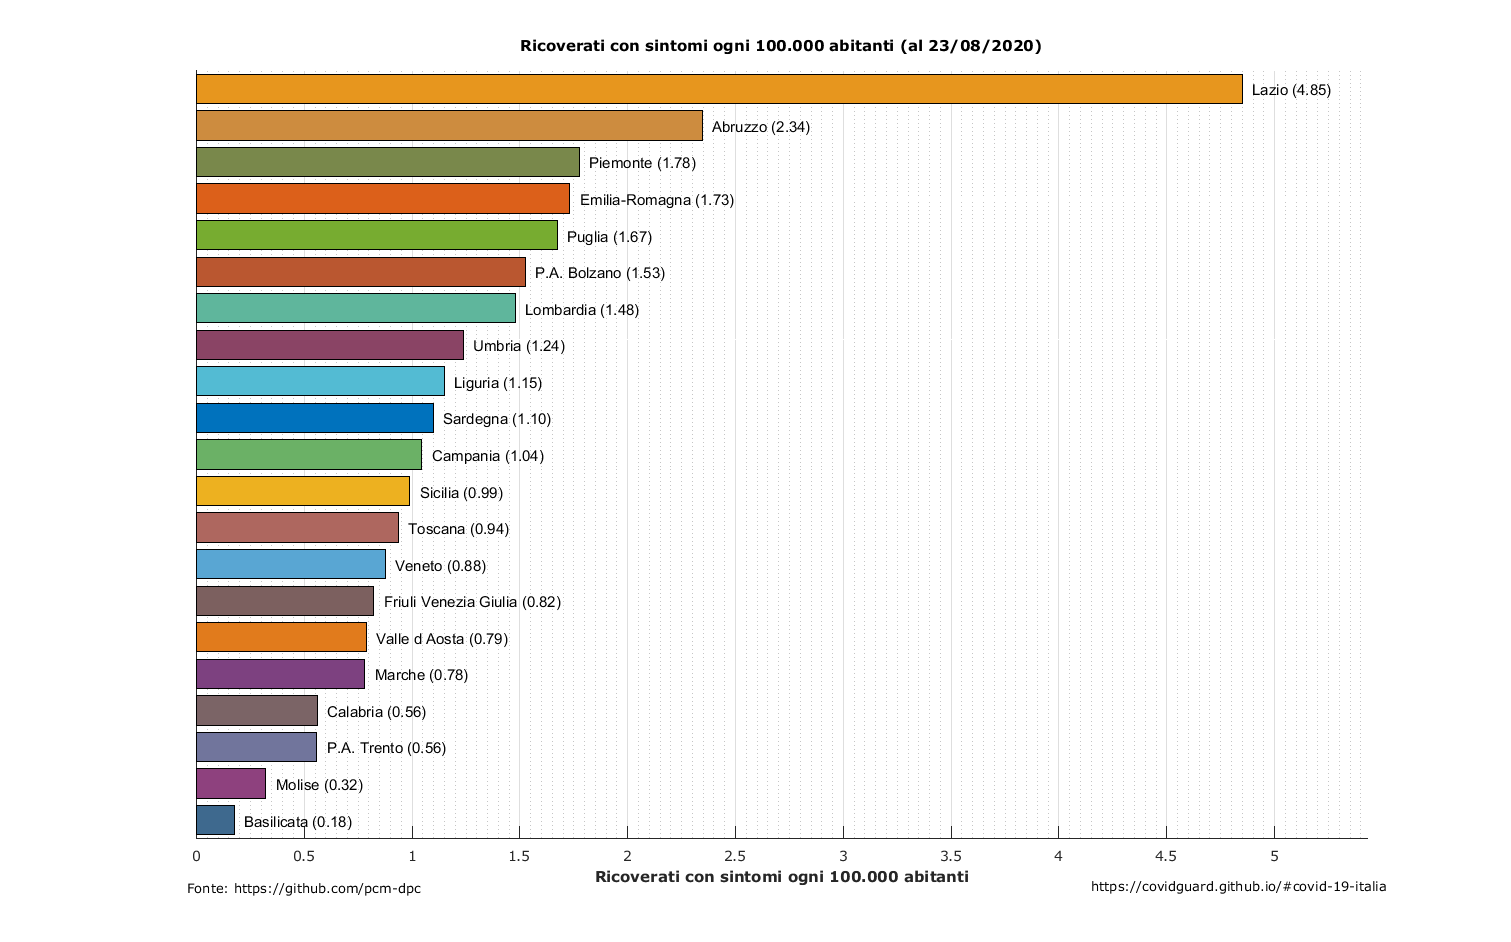 Ricoverati con sintomi ogni 100.000 abitanti (al 23/08/2020)
Lazio (4.85)
Abruzzo (2.34)
Piemonte (1.78)
Emilia-Romagna (1.73)
Puglia (1.67)
P.A. Bolzano (1.53)
Lombardia (1.48)
Umbria (1.24)
Liguria (1.15)
Sardegna (1.10)
Campania (1.04)
Sicilia (0.99)
Toscana (0.94)
Veneto (0.88)
Friuli Venezia Giulia (0.82)
Valle d Aosta (0.79)
Marche (0.78)
Calabria (0.56)
P.A. Trento (0.56)
Molise (0.32)
Basilicata (0.18)
0 0.5 1 1.5 2 2.5 3 3.5 4 4.5 5
Ricoverati con sintomi ogni 100.000 abitanti
Fonte: https://github.com/pcm-dpc
https://covidguard.github.io/#covid-19-italia